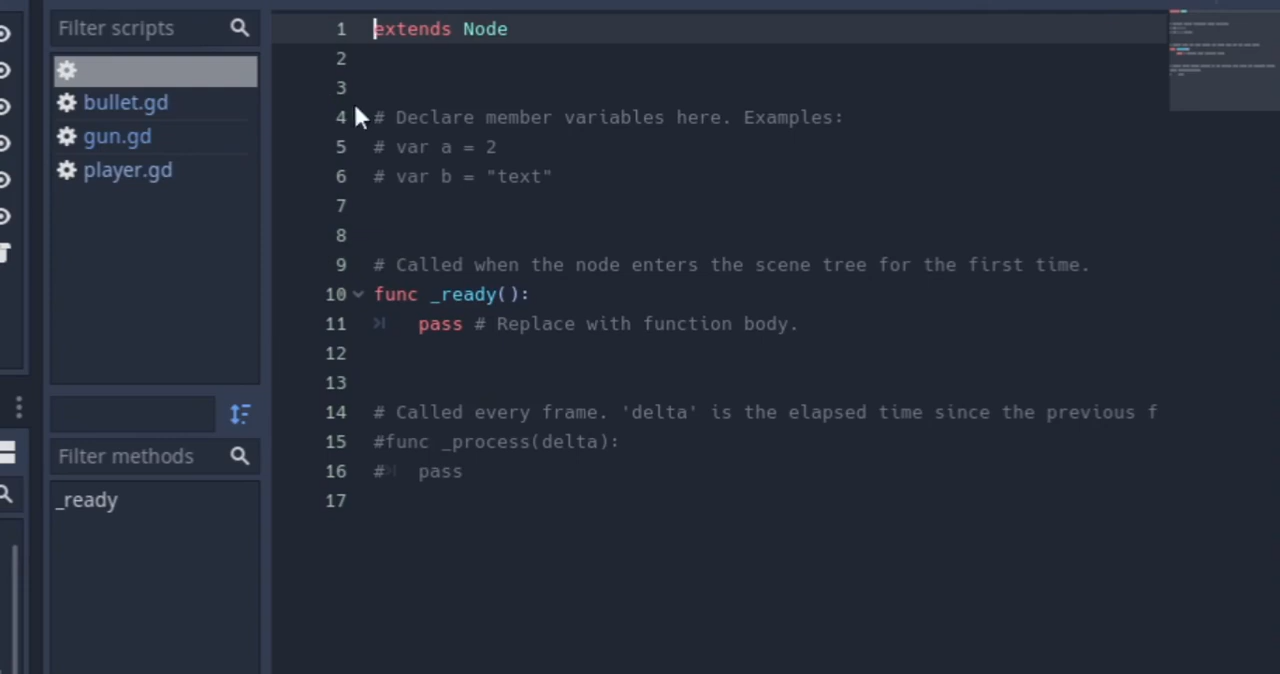 Filter scripts
bullet.gd
gun.gd
player.gd
Filter methods
_ready
1 extends Node
2
3
4 # Declare member variables here. Examples:
5 # var a = 2
6 # var b = "text"
7
8
9 # Called when the node enters the scene tree for the first time.
10 func _ready():
11 pass # Replace with function body.
12
13
14 # Called every frame. 'delta' is the elapsed time since the previous f
15 #func _process(delta):
16 # pass
17